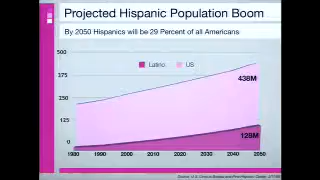 Projected Hispanic Population Boom
By 2050 Hispanics will be 29 Percent of all Americans
500
Latino
US
375
438M
250
125
128M
0
1980 1990 2000 2010 2020 2030 2040 2050